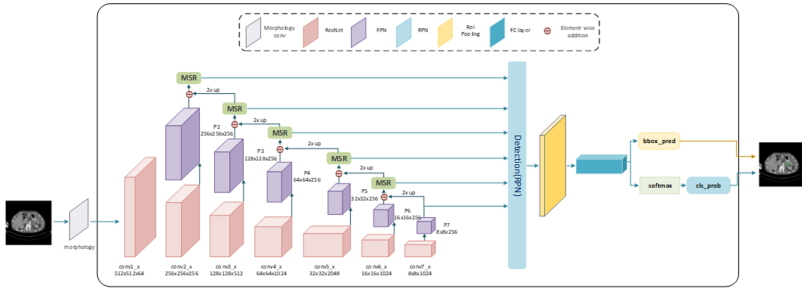 Morphology
conv
ResNet
FPN
RPN
RoI
Pooling
FC layer
Element wise
addition
MSR
2x up
MSR
P2
256x256x256
2x up
MSR
P3
128x128x256
2x up
MSR
P4
64x64x256
2x up
MSR
P5
32x32x256
2x up
P6
16x16x256
P7
8x8x256
Detection(RPN)
bbox_pred
softmax
cls_prob
morphology
conv1_x
512x512x64
conv2_x
256x256x256
conv3_x
128x128x512
conv4_x
64x64x1024
conv5_x
32x32x2048
conv6_x
16x16x1024
conv7_x
8x8x1024